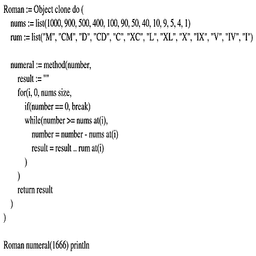 Roman := Object clone do (
nums := list(1000, 900, 500, 400, 100, 90, 50, 40, 10, 9, 5, 4, 1)
rum := list("M", "CM", "D", "CD", "C", "XC", "L", "XL", "X", "IX", "V", "IV", "I")
numeral := method(number,
result := ""
for(i, 0, nums size,
if(number == 0, break)
while(number >= nums at(i),
number = number - nums at(i)
result = result .. rum at(i)
)
)
return result
)
)
Roman numeral(1666) println